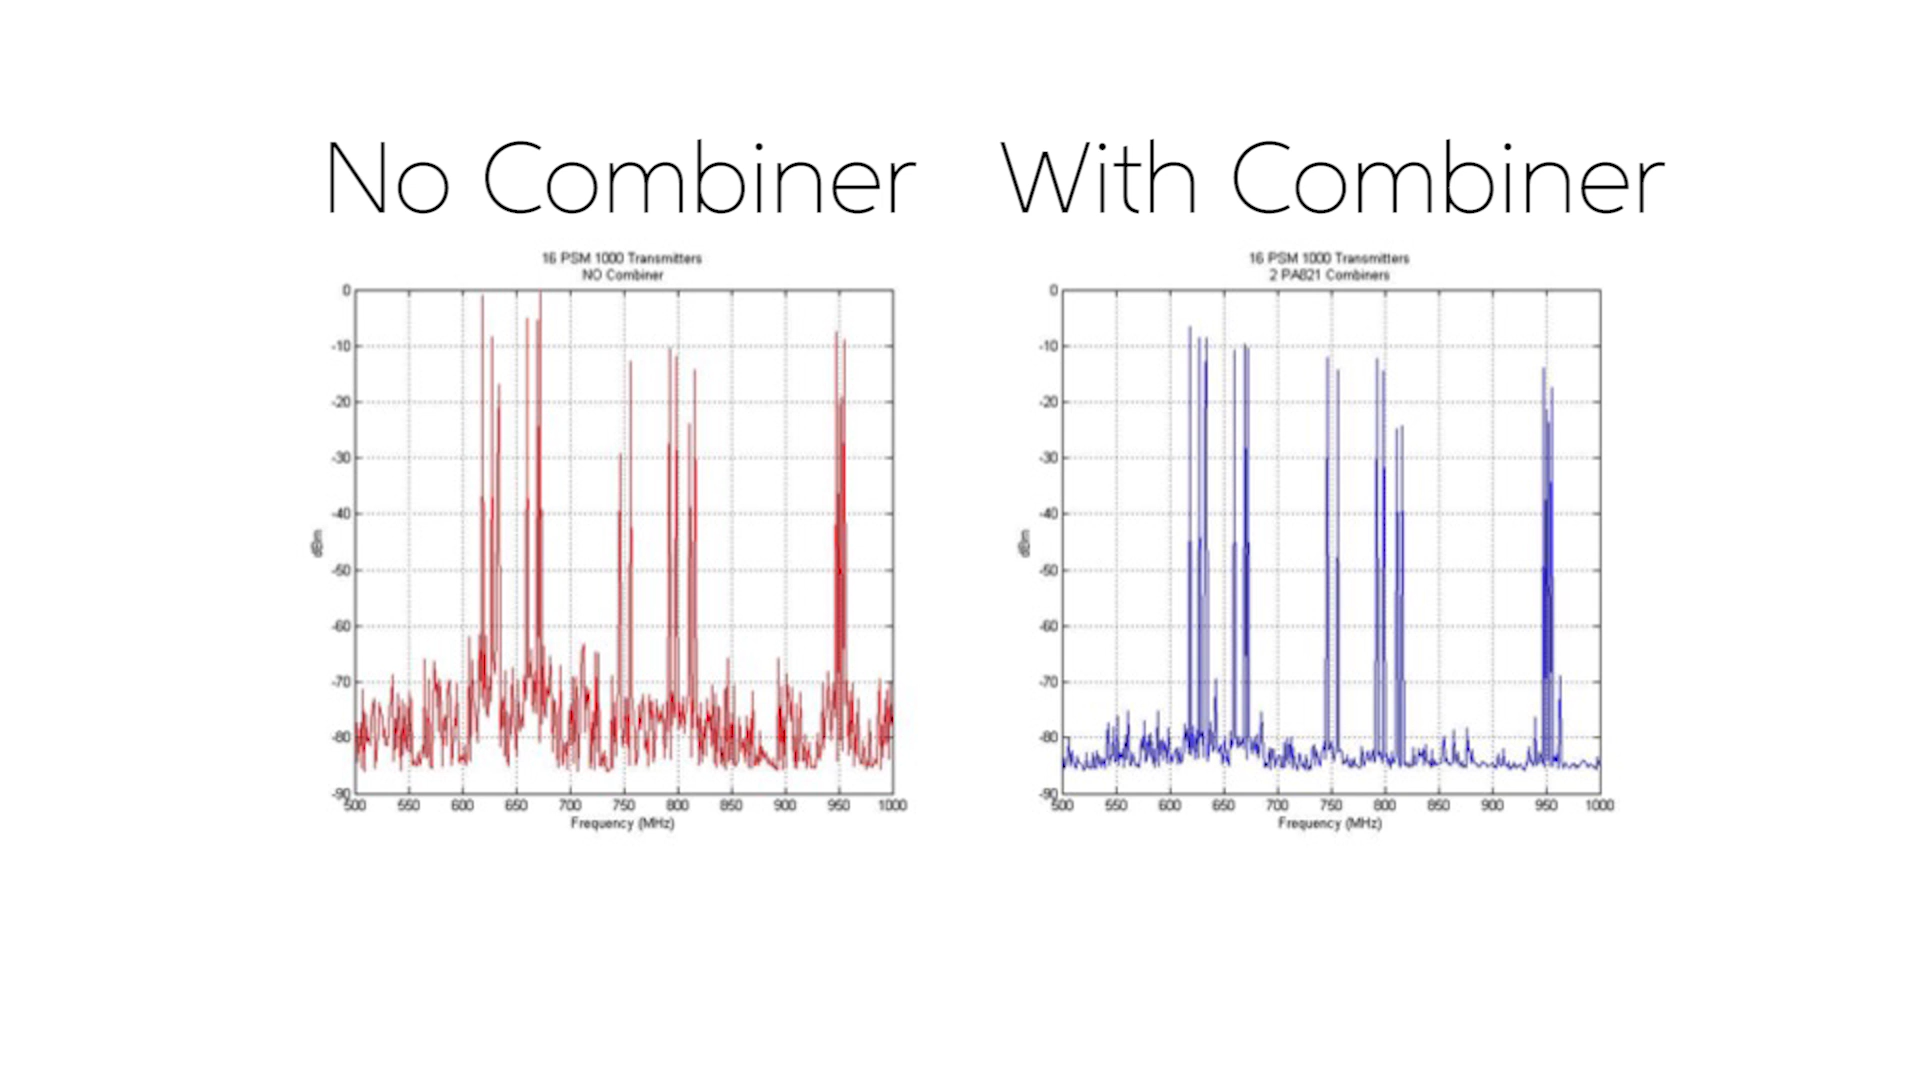 No Combiner
With Combiner
16 PSM 1000 Transmitters
NO Combiner
0
-10
-20
-30
-40
-50
-60
-70
-80
-90
dBm
500 550 600 650 700 750 800 850 900 950 1000
Frequency (MHz)
16 PSM 1000 Transmitters
2 PA821 Combiners
0
-10
-20
-30
-40
-50
-60
-70
-80
-90
dBm
500 550 600 650 700 750 800 850 900 950 1000
Frequency (MHz)